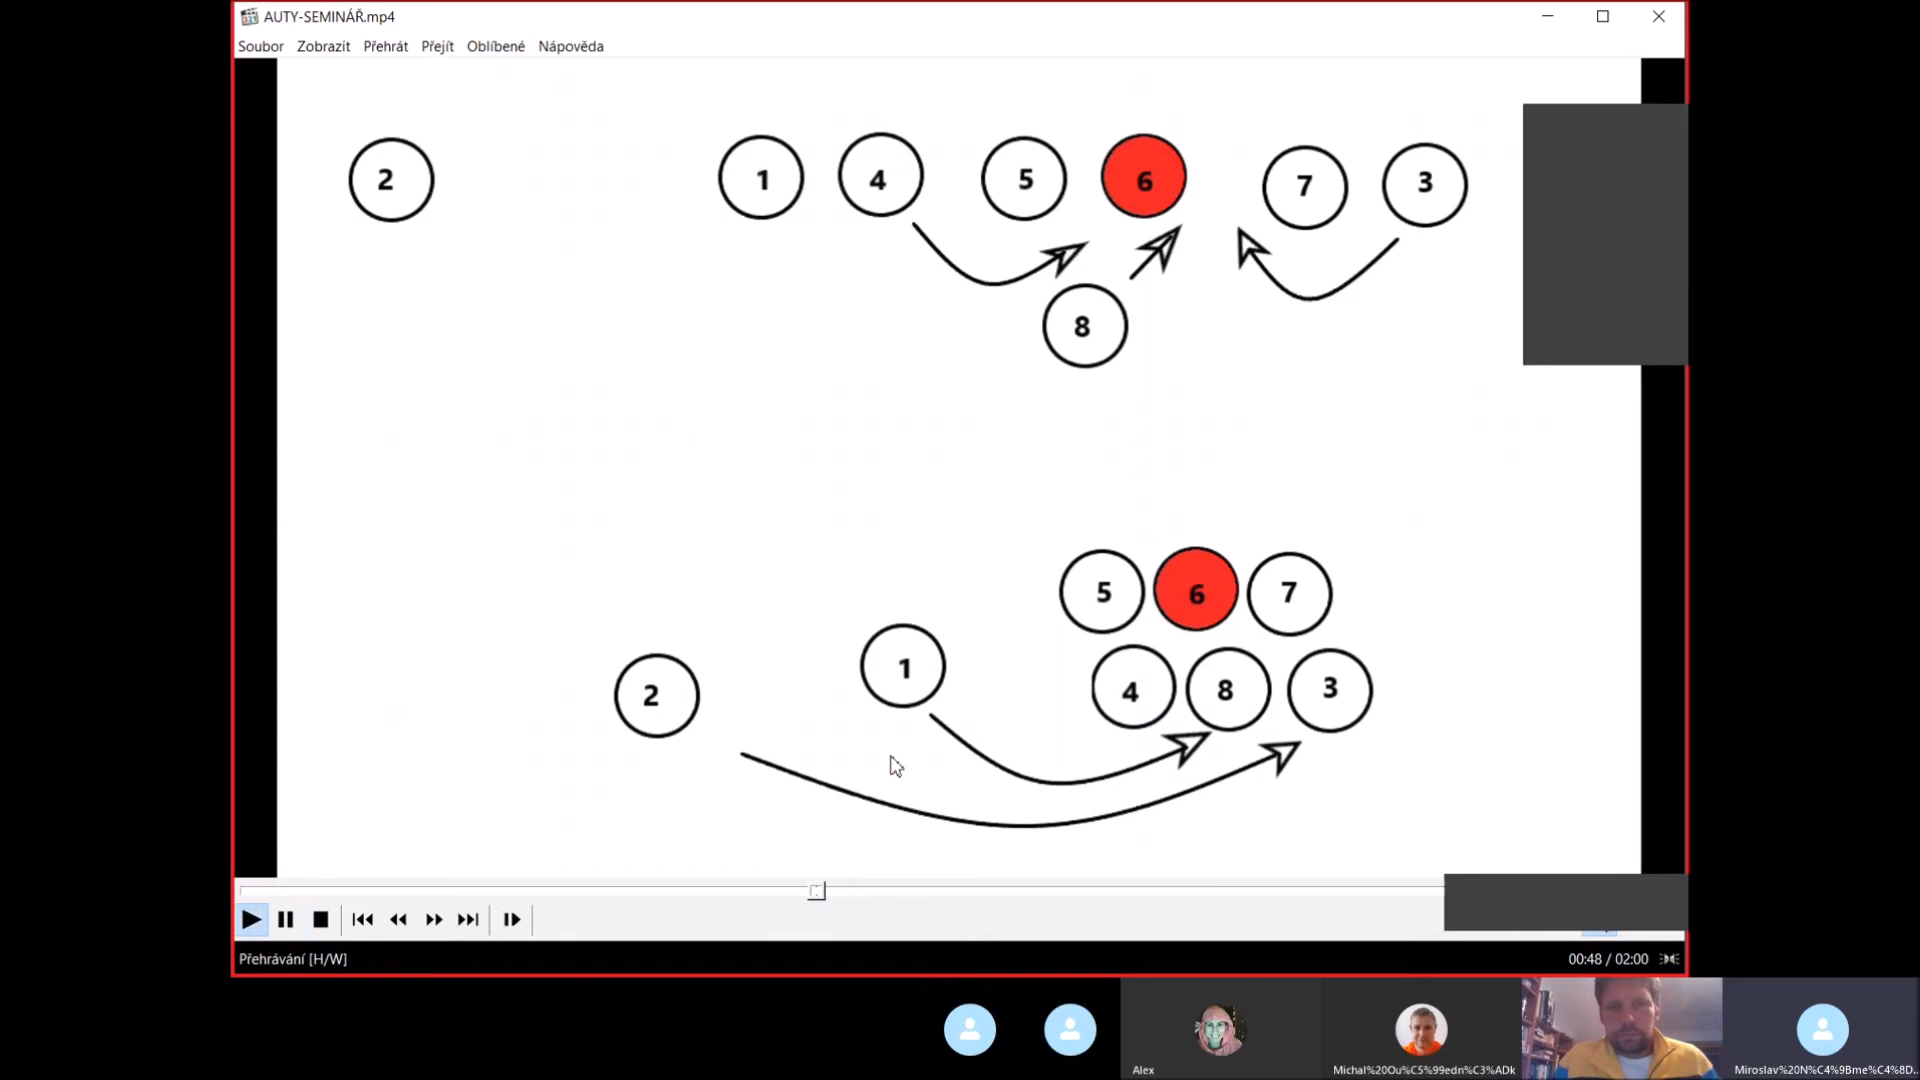 AUTY-SEMINÁŘ.mp4
Soubor Zobrazit Přehrát Přejít Oblíbené Nápověda
2 1 4 5 6 7 3
8
5 6 7
2 1 4 8 3
Přehrávání [H/W] 00:48 / 02:00
Alex Michal%20Ou%C5%99edn%C3%ADk Miroslav%20N%C4%9Bme%C4%8D...